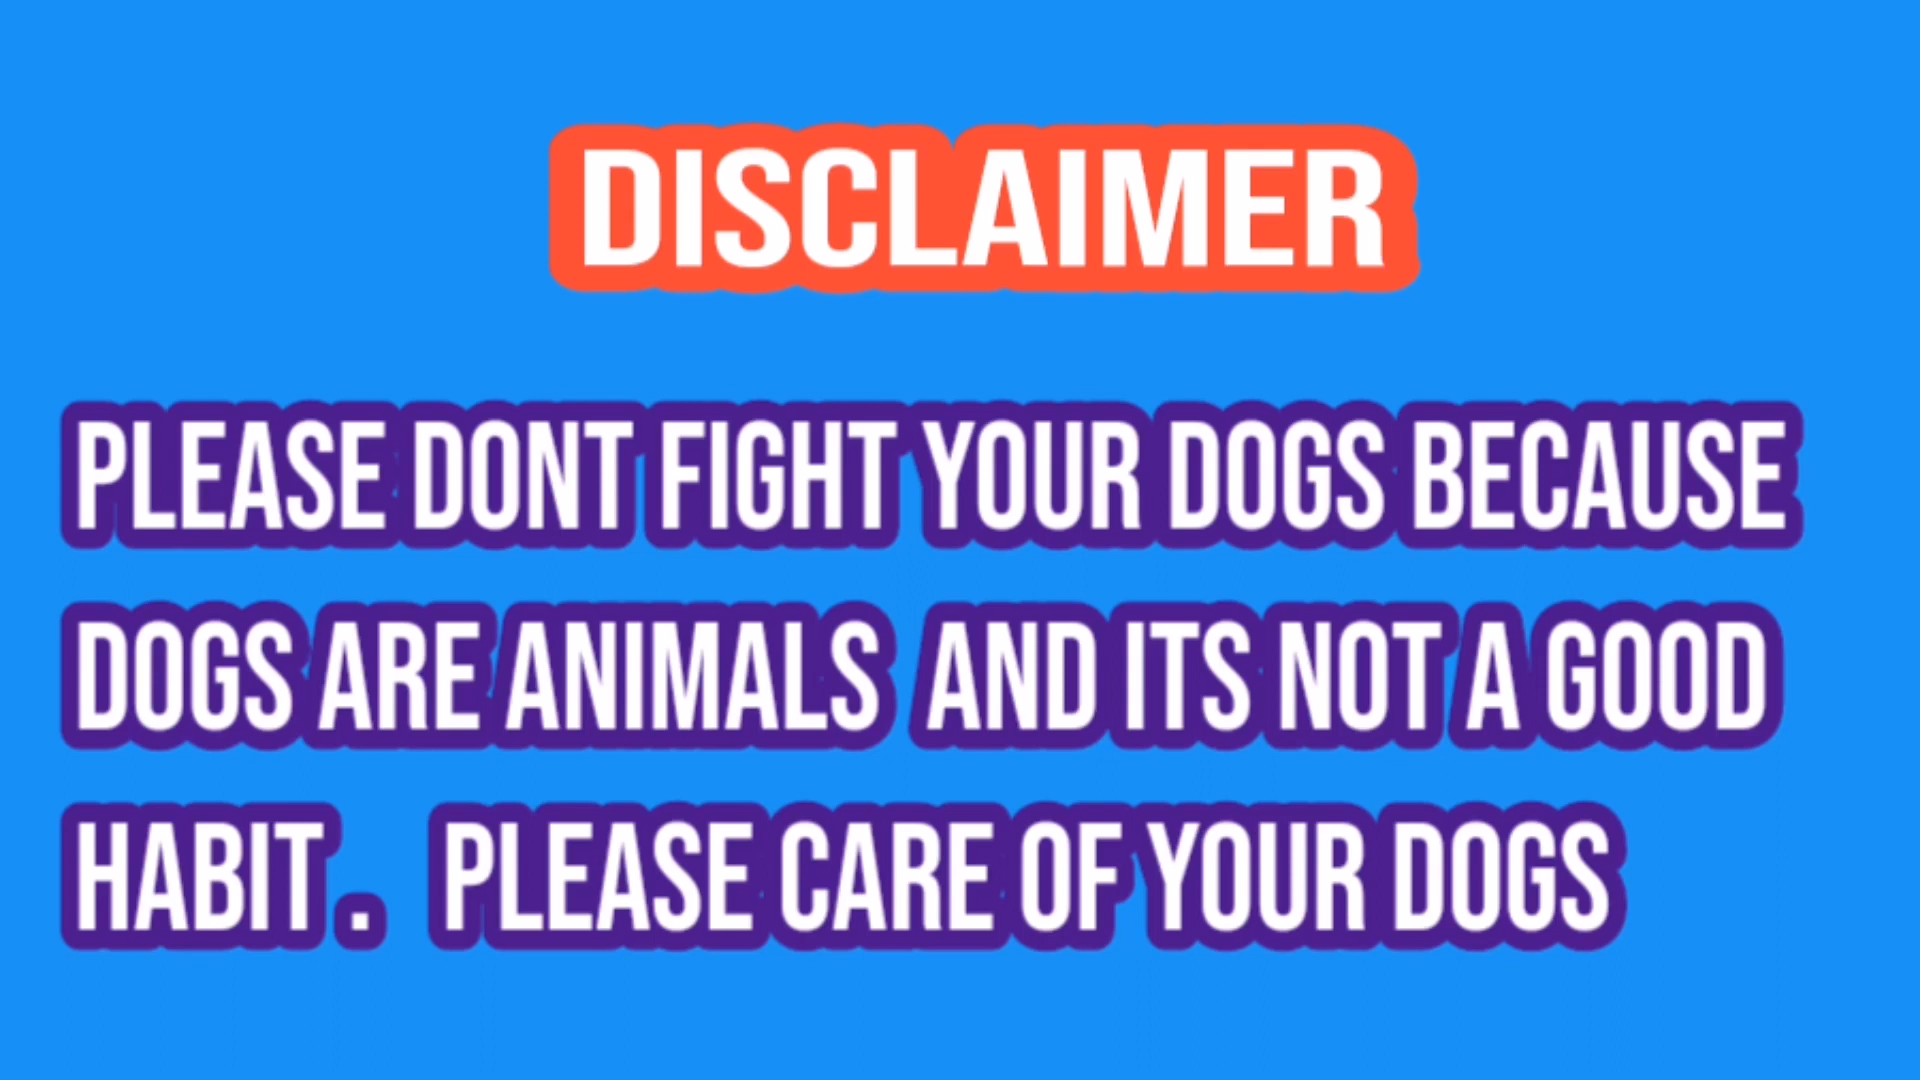 DISCLAIMER
PLEASE DONT FIGHT YOUR DOGS BECAUSE
DOGS ARE ANIMALS AND ITS NOT A GOOD
HABIT. PLEASE CARE OF YOUR DOGS